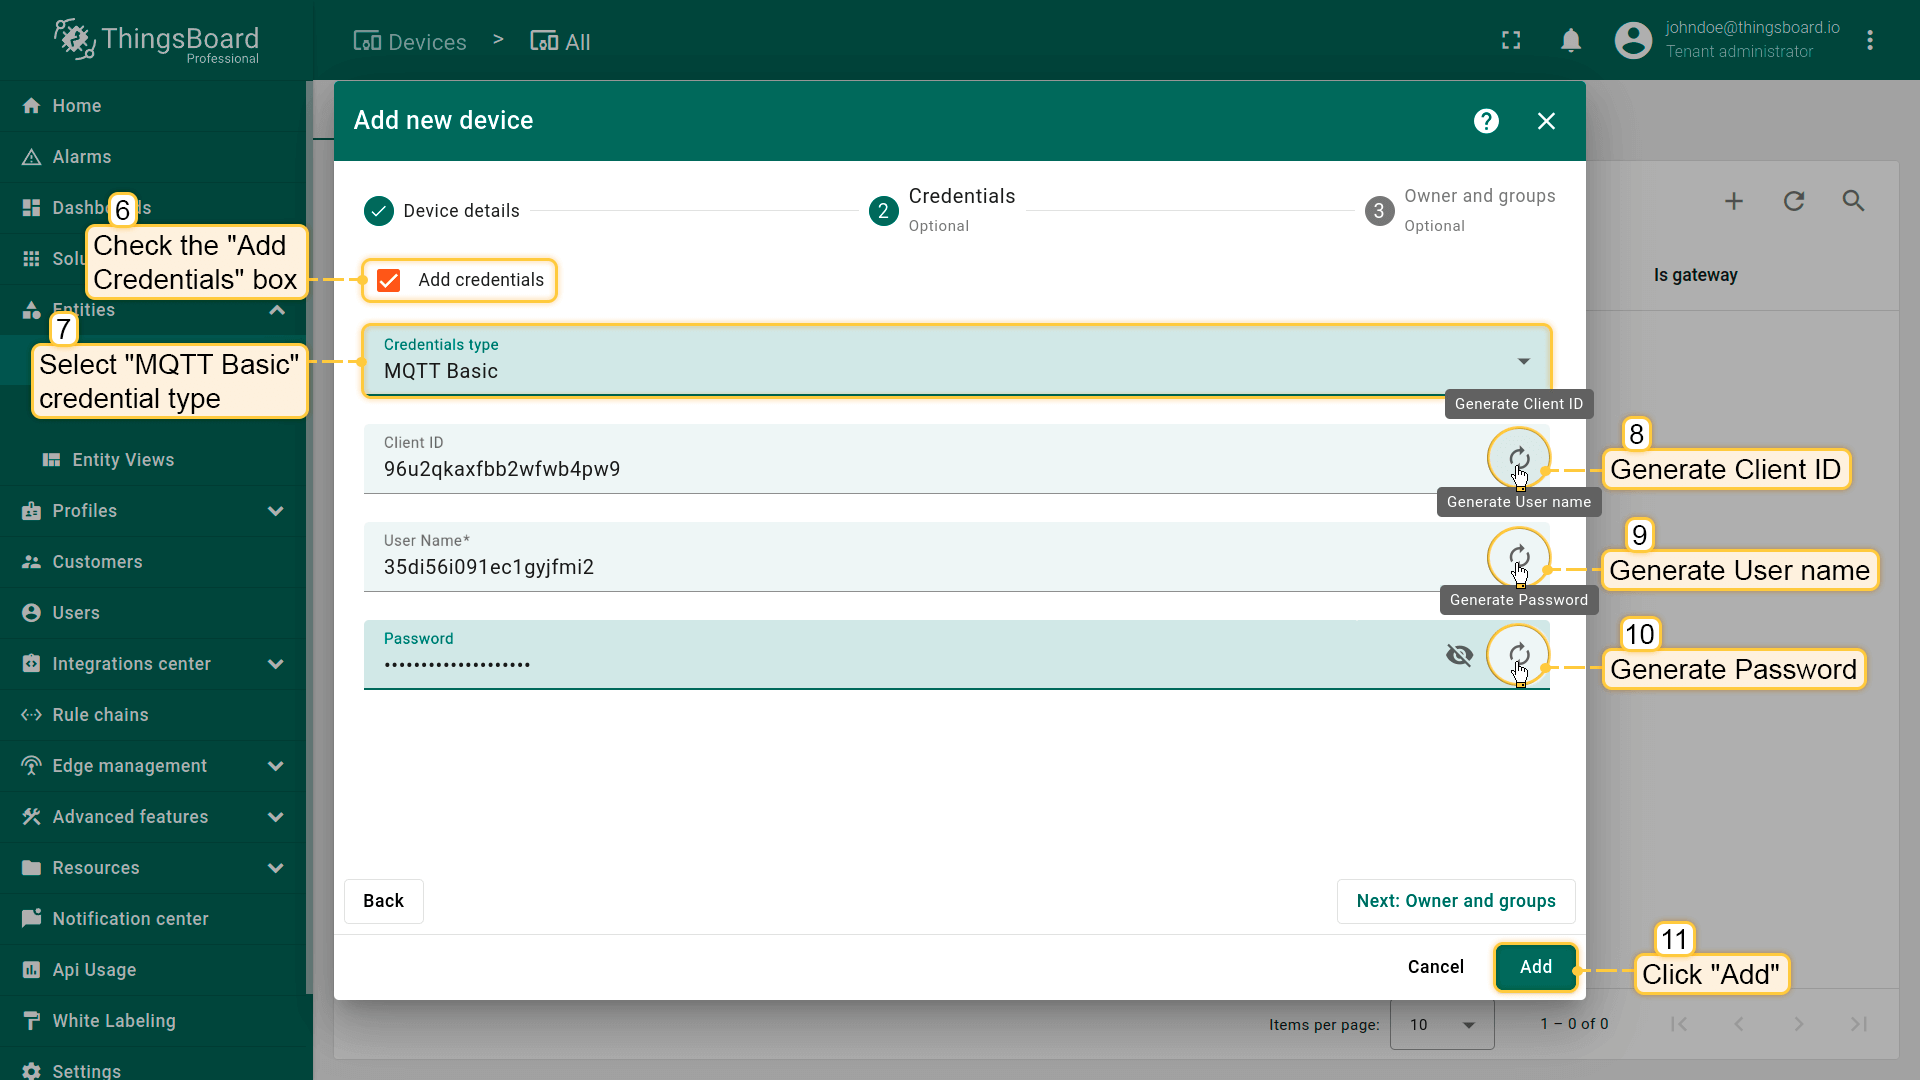 ThingsBoard
Professional
Devices > All
johndoe@thingsboard.io
Tenant administrator
Home
Alarms
6
Check the "Add
Credentials" box
Entities
7
Select "MQTT Basic"
credential type
Entity Views
Profiles
Customers
Users
Integrations center
Rule chains
Edge management
Advanced features
Resources
Notification center
Api Usage
White Labeling
Settings
Add new device
?
Device details
2
Credentials
Optional
3
Owner and groups
Optional
Add credentials
Credentials type
MQTT Basic
Generate Client ID
Client ID
96u2qkaxfbb2wfwb4pw9
8
Generate Client ID
Generate User name
User Name*
35di56i091ec1gyjfmi2
9
Generate User name
Generate Password
Password
••••••••••••••••••••
10
Generate Password
Is gateway
Back
Next: Owner and groups
Cancel
Add
11
Click "Add"
Items per page:
10
1 – 0 of 0